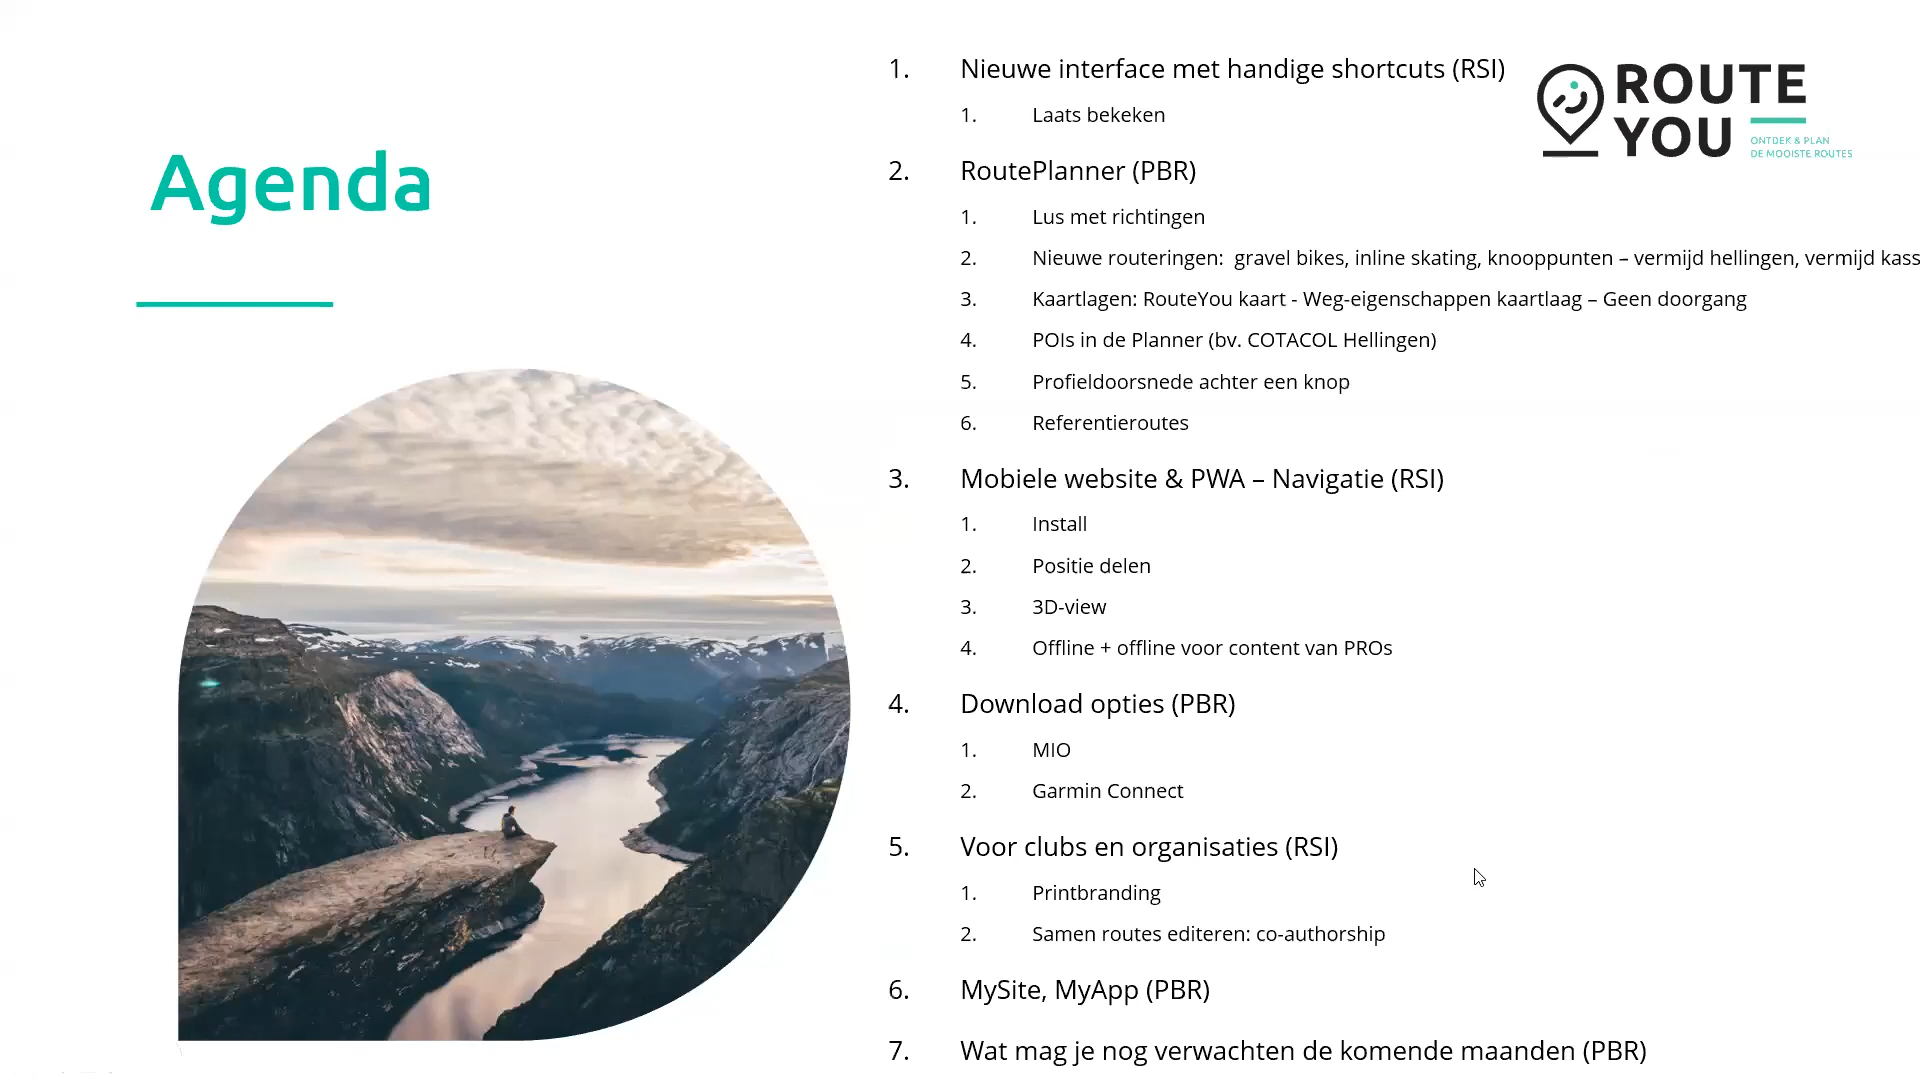 Agenda
1. Nieuwe interface met handige shortcuts (RSI)
1. Laats bekeken
2. RoutePlanner (PBR)
1. Lus met richtingen
2. Nieuwe routeringen: gravel bikes, inline skating, knooppunten – vermijd hellingen, vermijd kass
3. Kaartlagen: RouteYou kaart - Weg-eigenschappen kaartlaag – Geen doorgang
4. POIs in de Planner (bv. COTACOL Hellingen)
5. Profieldoorsnede achter een knop
6. Referentieroutes
3. Mobiele website & PWA – Navigatie (RSI)
1. Install
2. Positie delen
3. 3D-view
4. Offline + offline voor content van PROs
4. Download opties (PBR)
1. MIO
2. Garmin Connect
5. Voor clubs en organisaties (RSI)
1. Printbranding
2. Samen routes editeren: co-authorship
6. MySite, MyApp (PBR)
7. Wat mag je nog verwachten de komende maanden (PBR)
ROUTE
YOU
ONTDEK & PLAN
DE MOOISTE ROUTES